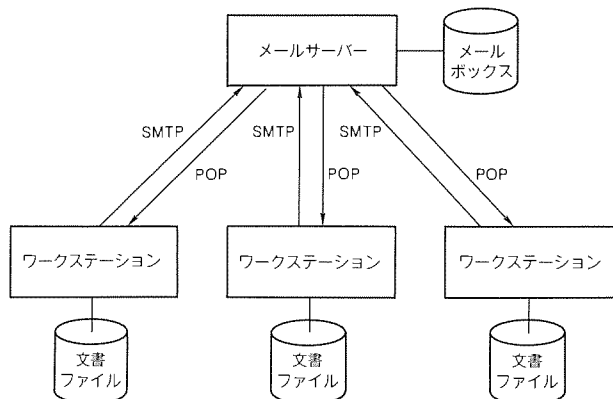 メールサーバー
メール
ボックス
SMTP
POP
SMTP
POP
SMTP
POP
ワークステーション
ワークステーション
ワークステーション
文書
ファイル
文書
ファイル
文書
ファイル